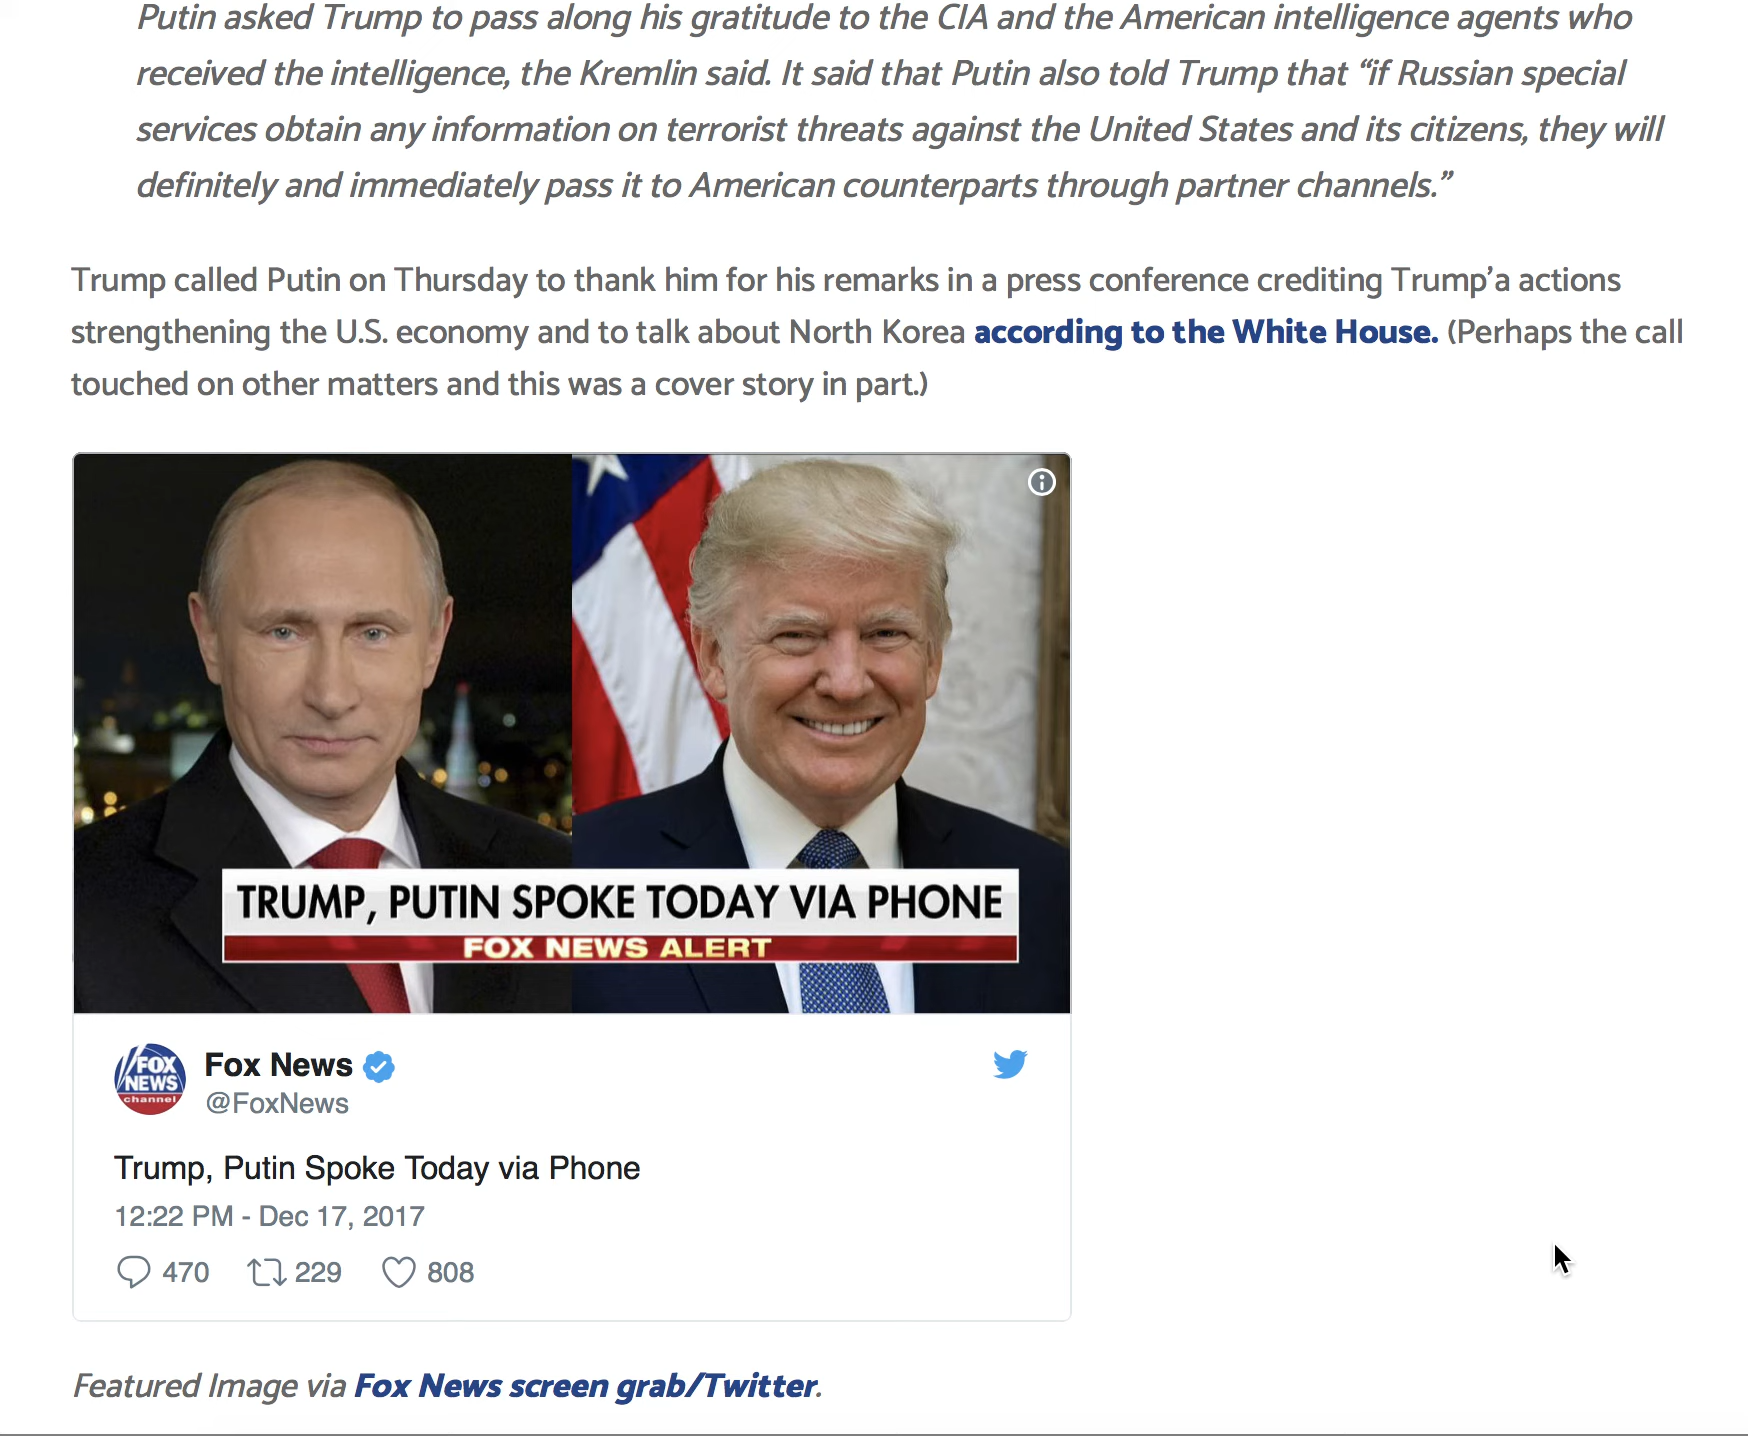 Putin asked Trump to pass along his gratitude to the CIA and the American intelligence agents who
received the intelligence, the Kremlin said. It said that Putin also told Trump that “if Russian special
services obtain any information on terrorist threats against the United States and its citizens, they will
definitely and immediately pass it to American counterparts through partner channels.”
Trump called Putin on Thursday to thank him for his remarks in a press conference crediting Trump’a actions
strengthening the U.S. economy and to talk about North Korea according to the White House. (Perhaps the call
touched on other matters and this was a cover story in part.)
TRUMP, PUTIN SPOKE TODAY VIA PHONE
FOX NEWS ALERT
FOX
NEWS
channel
Fox News
@FoxNews
Trump, Putin Spoke Today via Phone
12:22 PM - Dec 17, 2017
470 229 808
Featured Image via Fox News screen grab/Twitter.